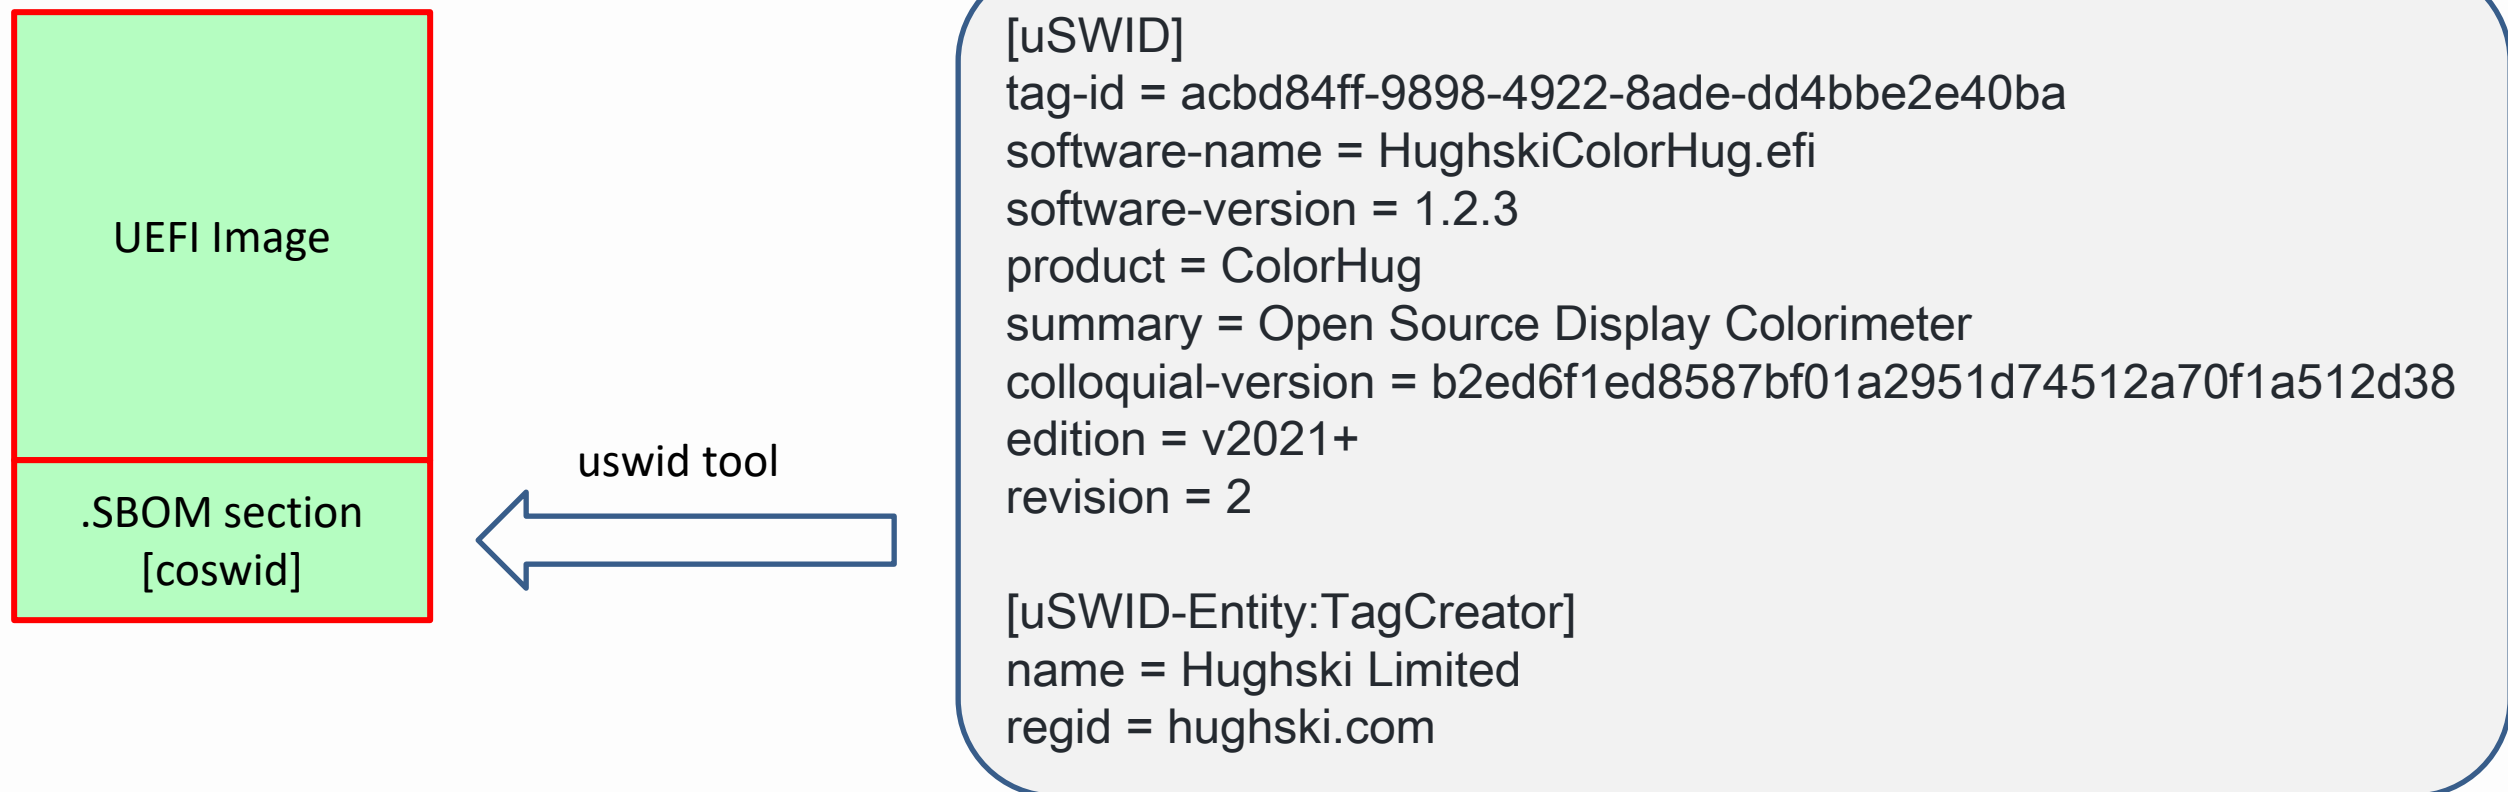 UEFI Image
.SBOM section
[coswid]
uswid tool
[uSWID]
tag-id = acbd84ff-9898-4922-8ade-dd4bbe2e40ba
software-name = HughskiColorHug.efi
software-version = 1.2.3
product = ColorHug
summary = Open Source Display Colorimeter
colloquial-version = b2ed6f1ed8587bf01a2951d74512a70f1a512d38
edition = v2021+
revision = 2
[uSWID-Entity:TagCreator]
name = Hughski Limited
regid = hughski.com